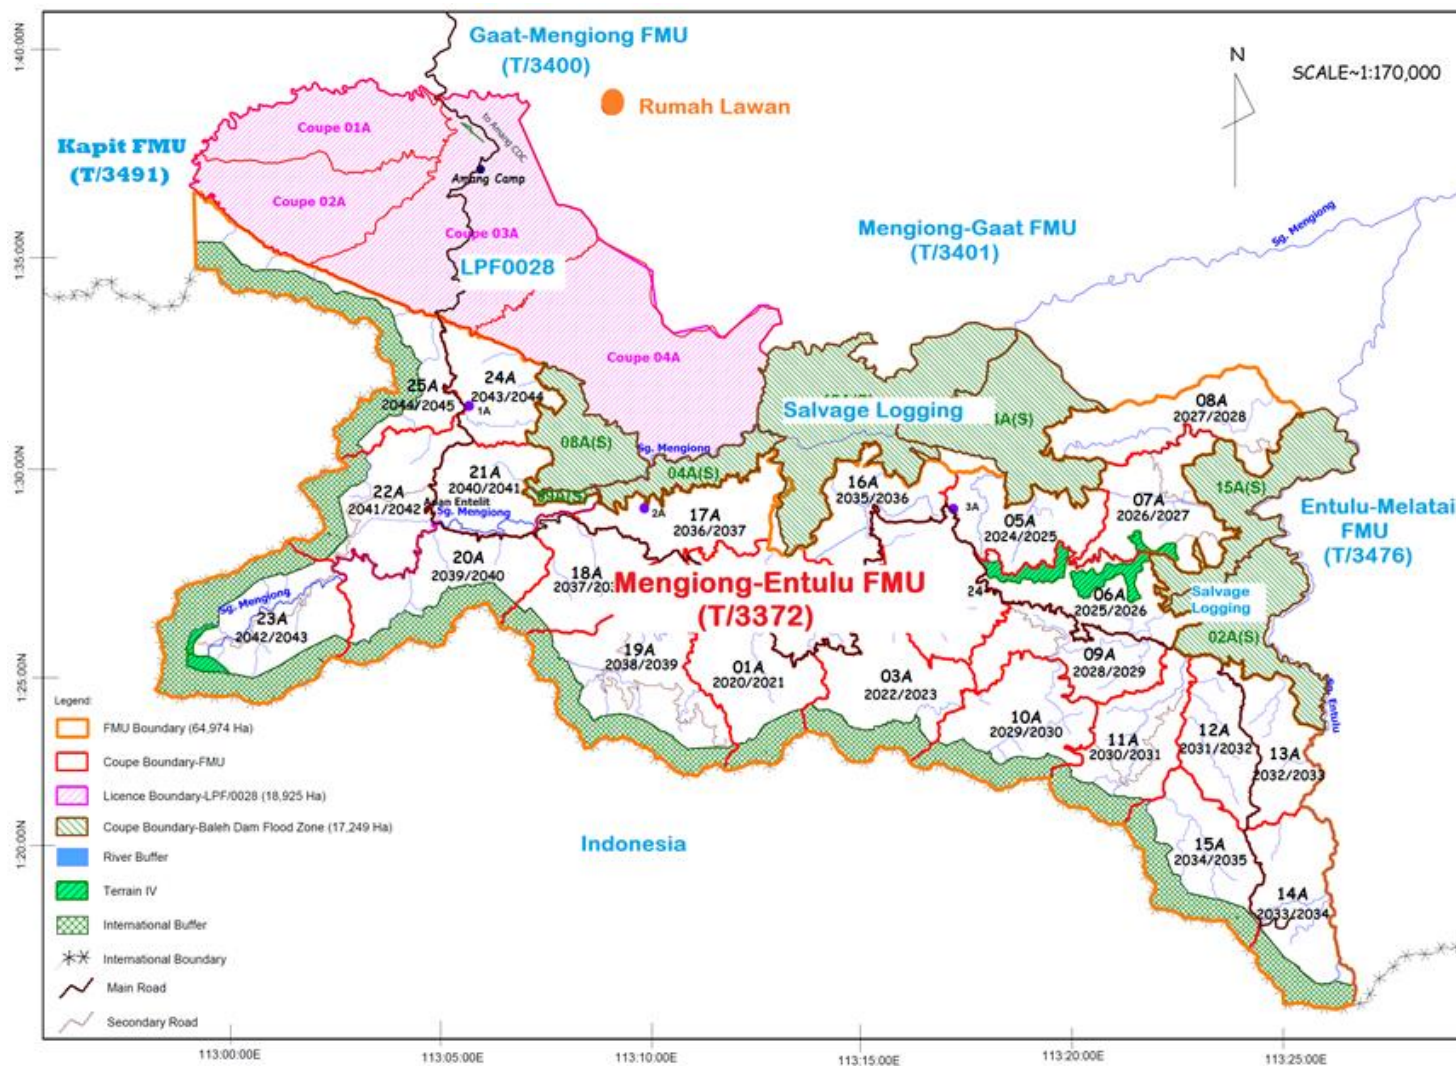 Gaat-Mengiong FMU
(T/3400)
N
SCALE~1:170,000
Rumah Lawan
to Amang CDC
Coupe 01A
Kapit FMU
(T/3491)
Amang Camp
Coupe 02A
Coupe 03A
Mengiong-Gaat FMU
(T/3401)
Sg. Mengiong
LPF0028
Coupe 04A
25A
2044/2045
24A
2043/2044
1A
Salvage Logging
08A
2027/2028
08A(S)
Sg. Mengiong
04A(S)
21A
2040/2041
22A
2041/2042
Sg. Mengiong
2A
17A
2036/2037
16A
2035/2036
3A
05A
2024/2025
07A
2026/2027
15A(S)
Entulu-Melatai
FMU
(T/3476)
20A
2039/2040
18A
Mengiong-Entulu FMU
(T/3372)
24
06A
2025/2026
Salvage
Logging
02A(S)
Sg. Mengiong
23A
2042/2043
19A
2038/2039
01A
2020/2021
03A
2022/2023
09A
2028/2029
10A
2029/2030
11A
2030/2031
12A
2031/2032
13A
2032/2033
Sg. Entulu
15A
2034/2035
14A
2033/2034
Indonesia
Legend:
FMU Boundary (64,974 Ha)
Coupe Boundary-FMU
Licence Boundary-LPF/0028 (18,925 Ha)
Coupe Boundary-Baleh Dam Flood Zone (17,249 Ha)
River Buffer
Terrain IV
International Buffer
International Boundary
Main Road
Secondary Road
1:40:00N
1:35:00N
1:30:00N
1:25:00N
1:20:00N
113:00:00E
113:05:00E
113:10:00E
113:15:00E
113:20:00E
113:25:00E